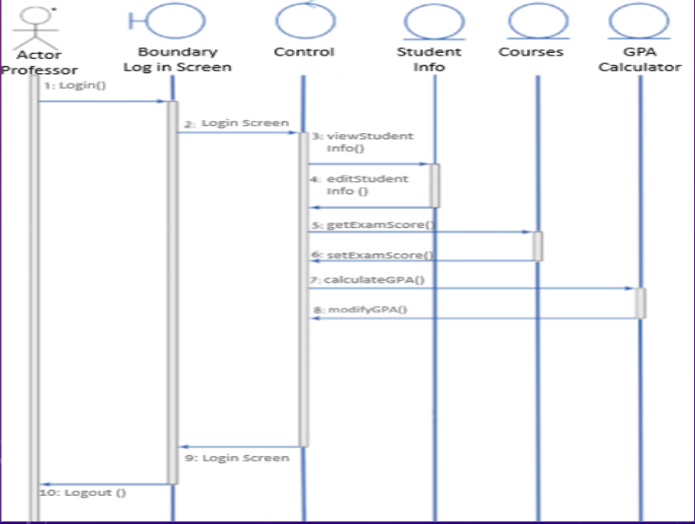 Actor
Professor
Boundary
Log in Screen
Control
Student
Info
Courses
GPA
Calculator
1: Login()
2: Login Screen
3: viewStudent
Info()
4: editStudent
Info ()
5: getExamScore()
6: setExamScore()
7: calculateGPA()
8: modifyGPA()
9: Login Screen
10: Logout ()